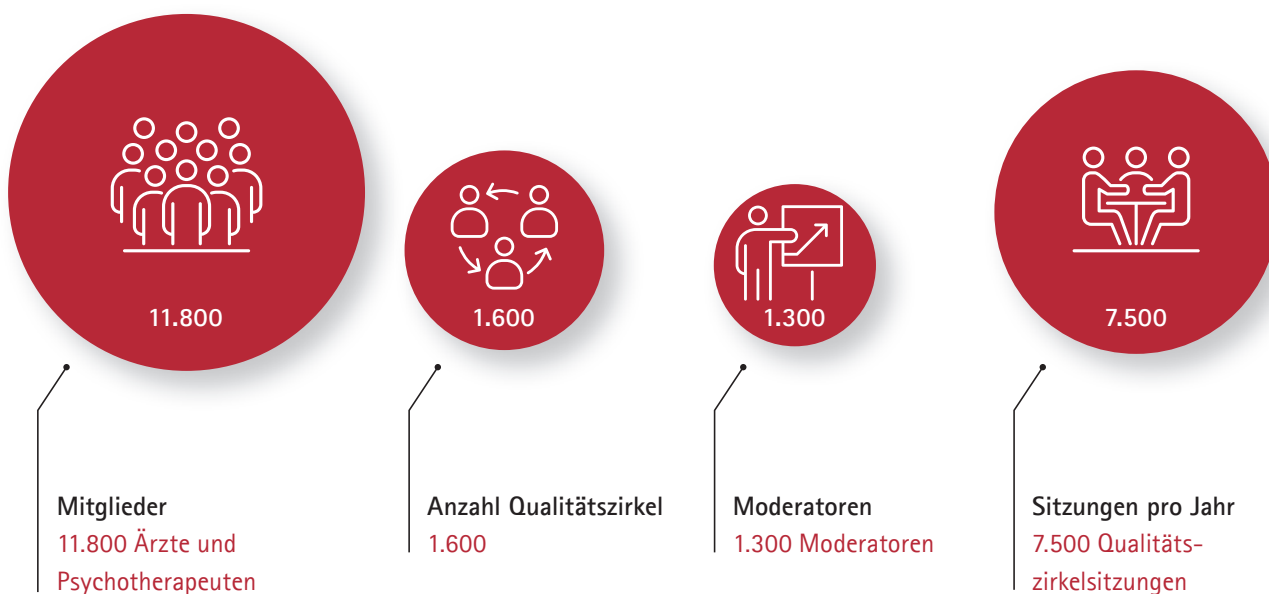 11.800
1.600
1.300
7.500
Mitglieder
11.800 Ärzte und
Psychotherapeuten
Anzahl Qualitätszirkel
1.600
Moderatoren
1.300 Moderatoren
Sitzungen pro Jahr
7.500 Qualitäts-
zirkelsitzungen